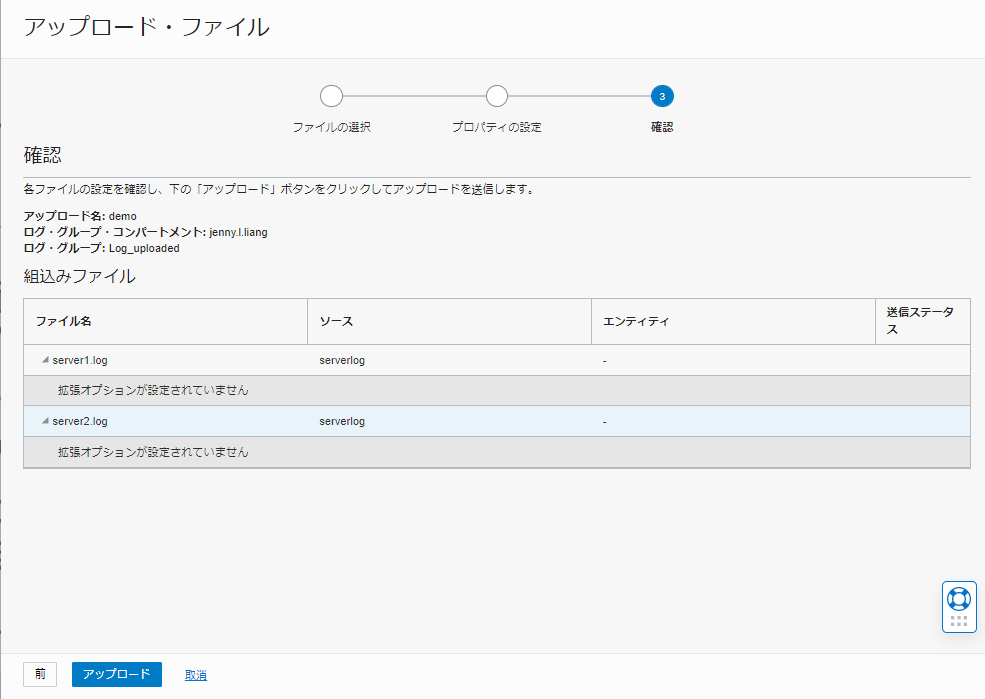 アップロード・ファイル
3
ファイルの選択 プロパティの設定 確認
確認
各ファイルの設定を確認し、下の「アップロード」ボタンをクリックしてアップロードを送信します。
アップロード名: demo
ログ・グループ・コンパートメント: jenny.l.liang
ログ・グループ: Log_uploaded
組込みファイル
ファイル名 ソース エンティティ 送信ステータ
ス
server1.log serverlog -
拡張オプションが設定されていません
server2.log serverlog -
拡張オプションが設定されていません
前 アップロード 取消